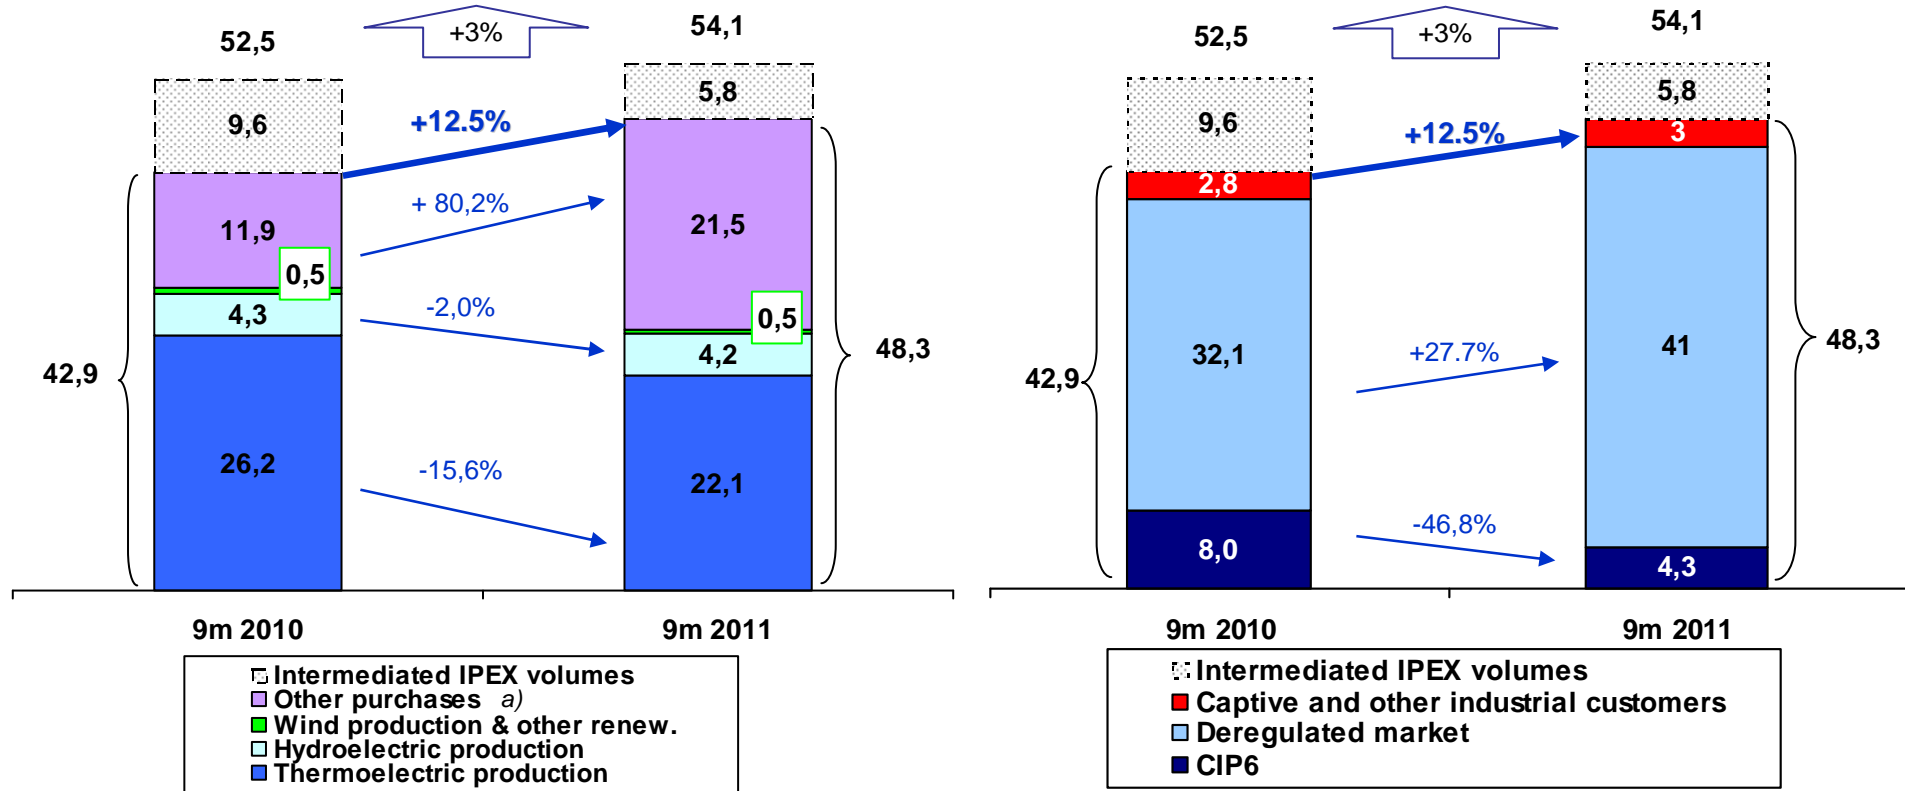 52,5
+3%
54,1
9,6
+12.5%
5,8
11,9
+ 80,2%
21,5
0,5
4,3
-2,0%
0,5
4,2
42,9
48,3
26,2
-15,6%
22,1
9m 2010
9m 2011
Intermediated IPEX volumes
Other purchases a)
Wind production & other renew.
Hydroelectric production
Thermoelectric production
52,5
+3%
54,1
9,6
+12.5%
5,8
2,8
3
32,1
+27.7%
41
42,9
48,3
8,0
-46,8%
4,3
9m 2010
9m 2011
Intermediated IPEX volumes
Captive and other industrial customers
Deregulated market
CIP6